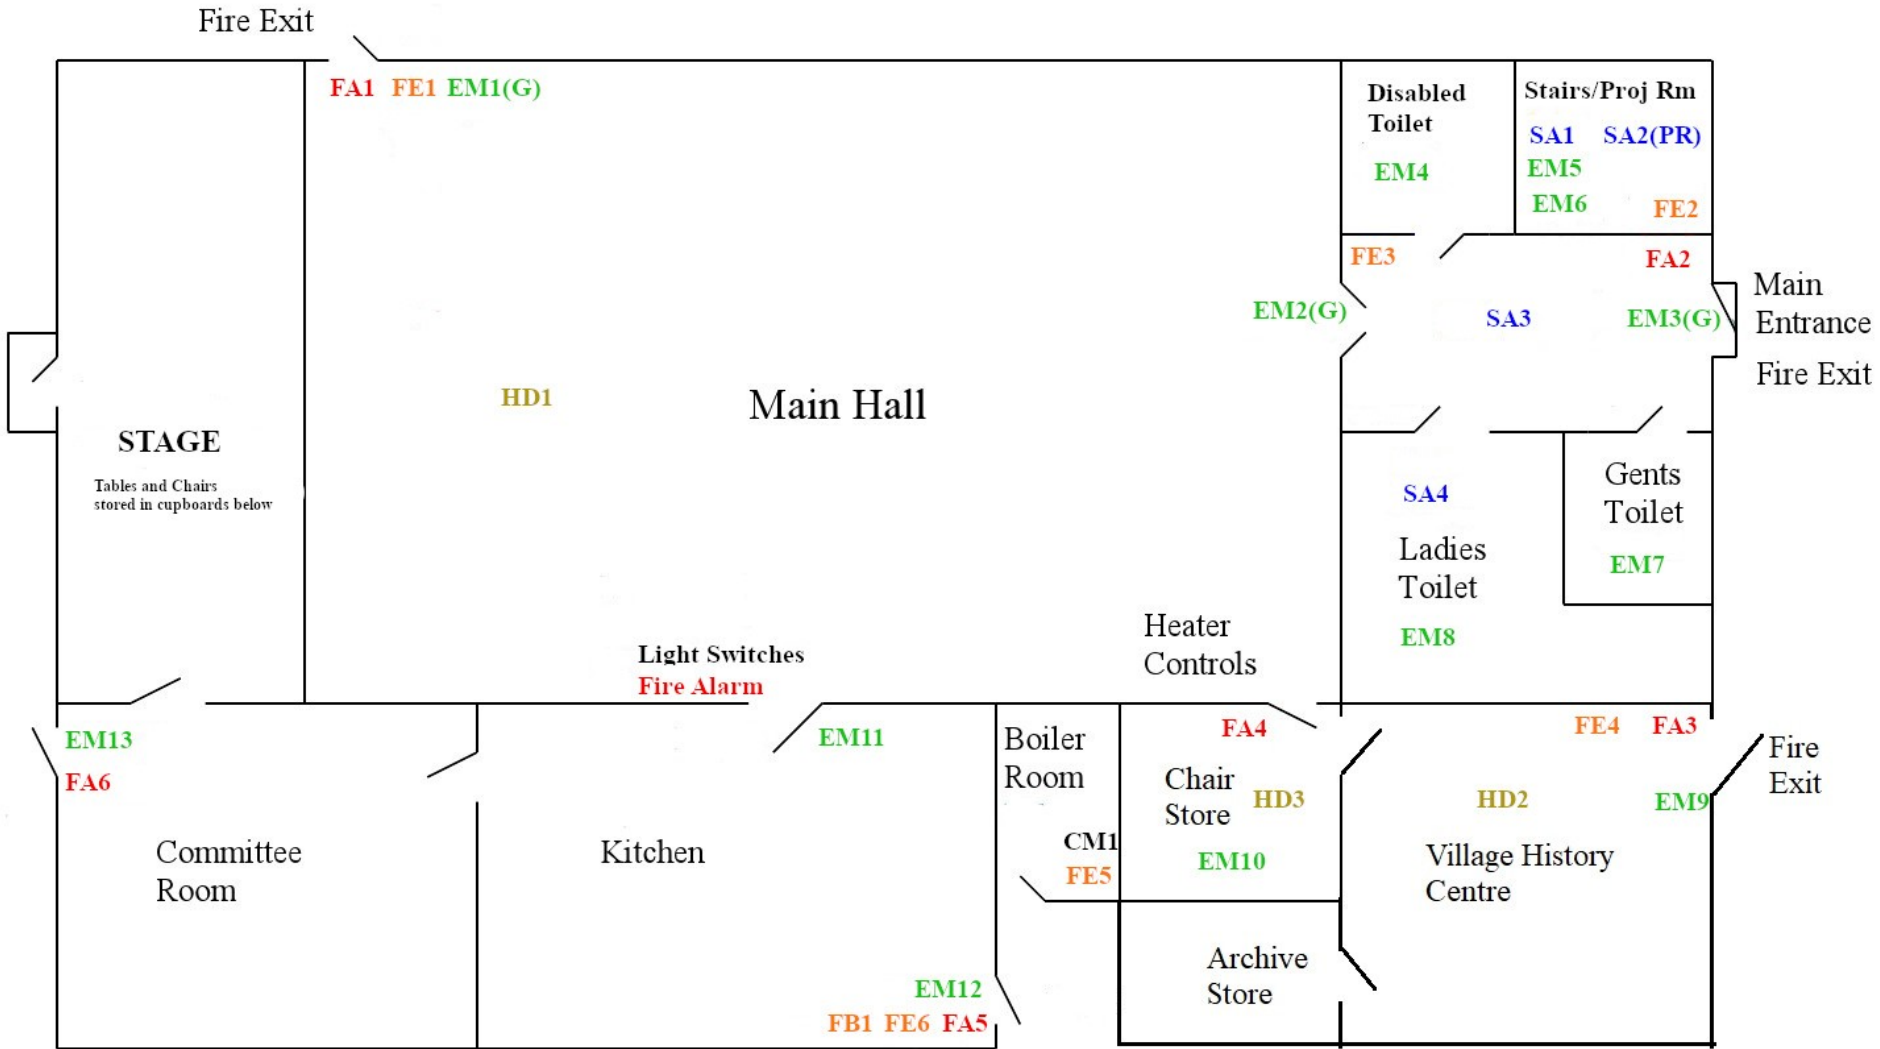 Fire Exit
FA1 FE1 EM1(G)
Disabled
Toilet
EM4
Stairs/Proj Rm
SA1 SA2(PR)
EM5
EM6 FE2
FE3 FA2
EM2(G) SA3 EM3(G)
Main
Entrance
Fire Exit
HD1
Main Hall
STAGE
Tables and Chairs
stored in cupboards below
SA4
Ladies
Toilet
EM8
Gents
Toilet
EM7
Heater
Controls
Light Switches
Fire Alarm
EM13
FA6
Committee
Room
Kitchen
EM11
EM12
FB1 FE6 FA5
Boiler
Room
CM1
FE5
FA4
Chair
Store
HD3
EM10
Archive
Store
FE4 FA3
HD2 EM9
Village History
Centre
Fire
Exit